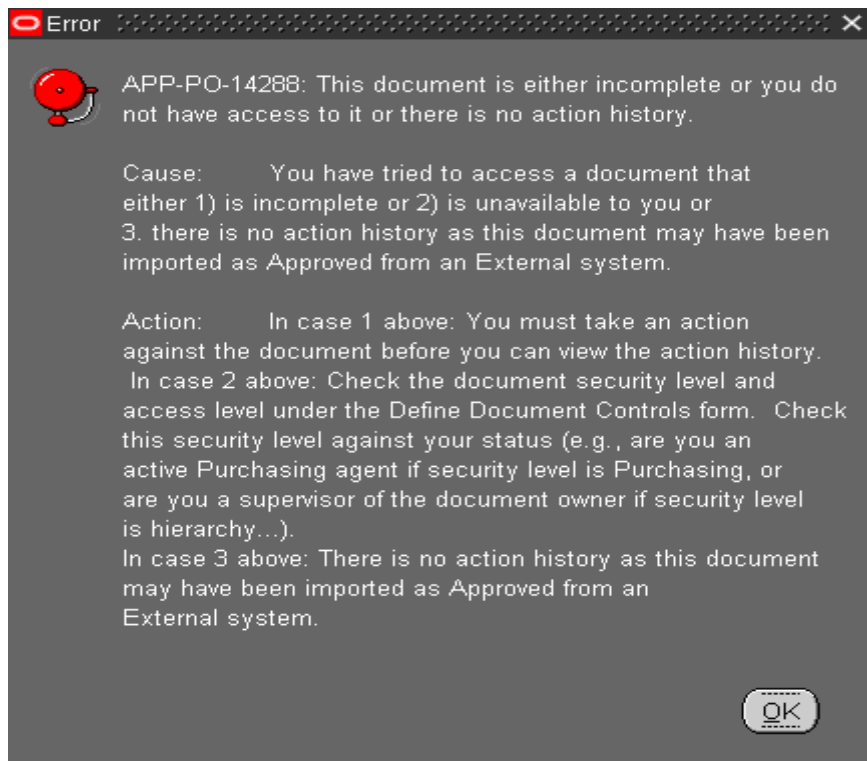 Error
APP-PO-14288: This document is either incomplete or you do
not have access to it or there is no action history.
Cause: You have tried to access a document that
either 1) is incomplete or 2) is unavailable to you or
3. there is no action history as this document may have been
imported as Approved from an External system.
Action: In case 1 above: You must take an action
against the document before you can view the action history.
In case 2 above: Check the document security level and
access level under the Define Document Controls form. Check
this security level against your status (e.g., are you an
active Purchasing agent if security level is Purchasing, or
are you a supervisor of the document owner if security level
is hierarchy...).
In case 3 above: There is no action history as this document
may have been imported as Approved from an
External system.
OK